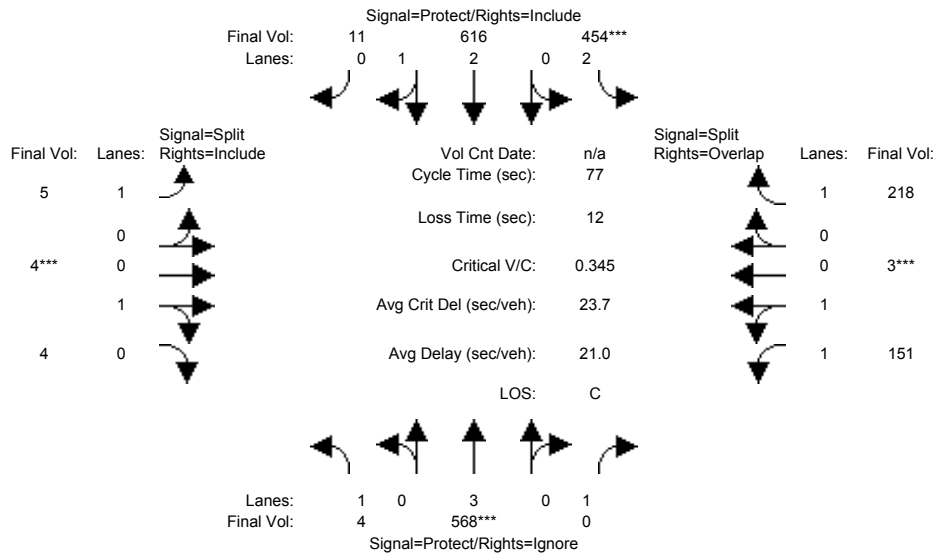 Signal=Protect/Rights=Include
Final Vol: 11 616 454***
Lanes: 0 1 2 0 2
Signal=Split
Final Vol: Lanes: Rights=Include
Vol Cnt Date: n/a
Signal=Split
Rights=Overlap Lanes: Final Vol:
Cycle Time (sec): 77
5 1
1 218
Loss Time (sec): 12
0
0
4*** 0
Critical V/C: 0.345
0 3***
1
Avg Crit Del (sec/veh): 23.7
1
4 0
Avg Delay (sec/veh): 21.0
1 151
LOS: C
Lanes: 1 0 3 0 1
Final Vol: 4 568*** 0
Signal=Protect/Rights=Ignore